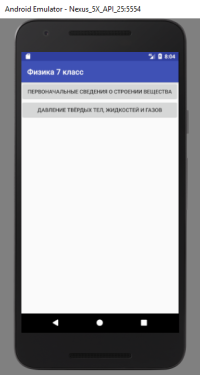 Android Emulator - Nexus_5X_API_25:5554
8:04
Физика 7 класс
ПЕРВОНАЧАЛЬНЫЕ СВЕДЕНИЯ О СТРОЕНИИ ВЕЩЕСТВА
ДАВЛЕНИЕ ТВЁРДЫХ ТЕЛ, ЖИДКОСТЕЙ И ГАЗОВ